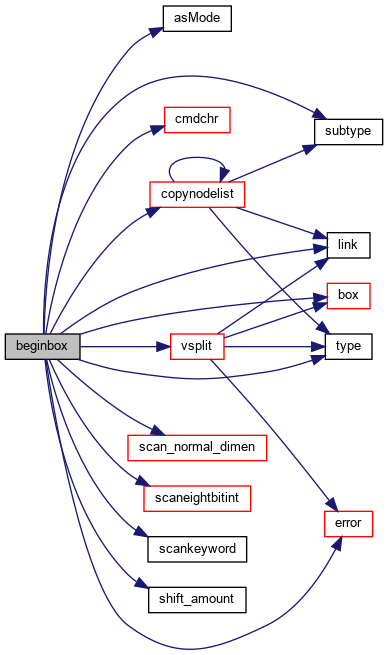 asMode
subtype
cmdchr
copynodelist
link
box
beginbox
vsplit
type
scan_normal_dimen
scaneightbitint
error
scankeyword
shift_amount